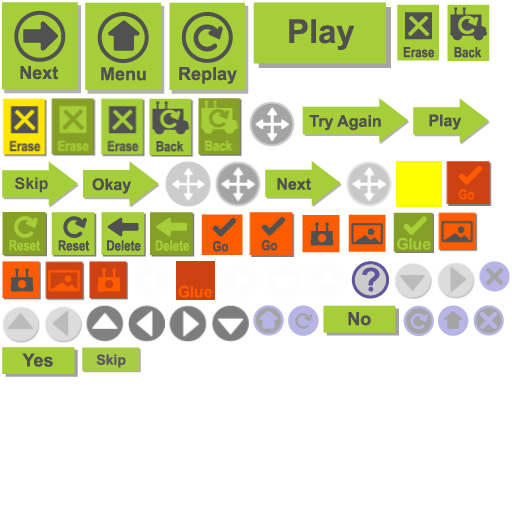 Next Menu Replay Play Erase Back
Erase Erase Erase Back Back Try Again Play
Skip Okay Next Go
Reset Reset Delete Delete Go Go Glue
Glue ?
No
Yes Skip